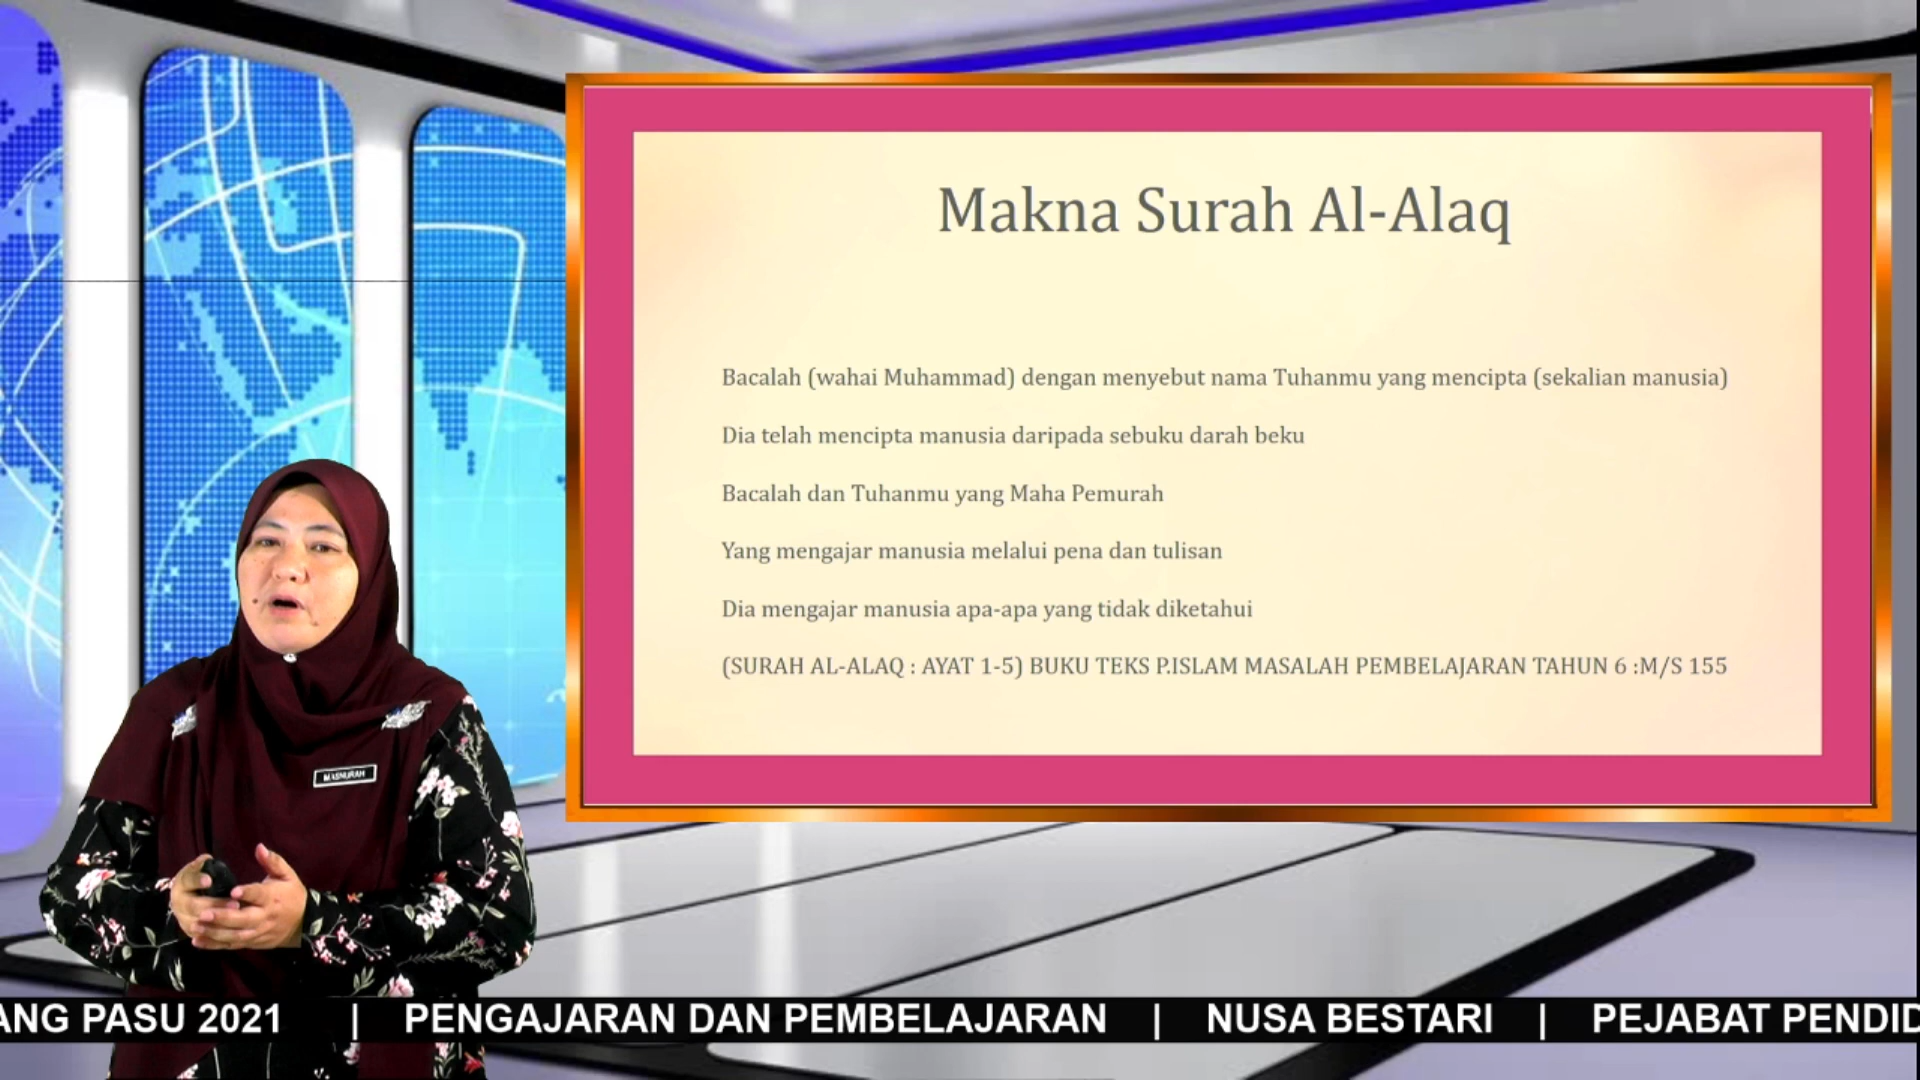 Makna Surah Al-Alaq
Bacalah (wahai Muhammad) dengan menyebut nama Tuhanmu yang mencipta (sekalian manusia)
Dia telah mencipta manusia daripada sebuku darah beku
Bacalah dan Tuhanmu yang Maha Pemurah
Yang mengajar manusia melalui pena dan tulisan
Dia mengajar manusia apa-apa yang tidak diketahui
(SURAH AL-ALAQ : AYAT 1-5) BUKU TEKS P.ISLAM MASALAH PEMBELAJARAN TAHUN 6 :M/S 155
MASNURAH
ANG PASU 2021 | PENGAJARAN DAN PEMBELAJARAN | NUSA BESTARI | PEJABAT PENDID